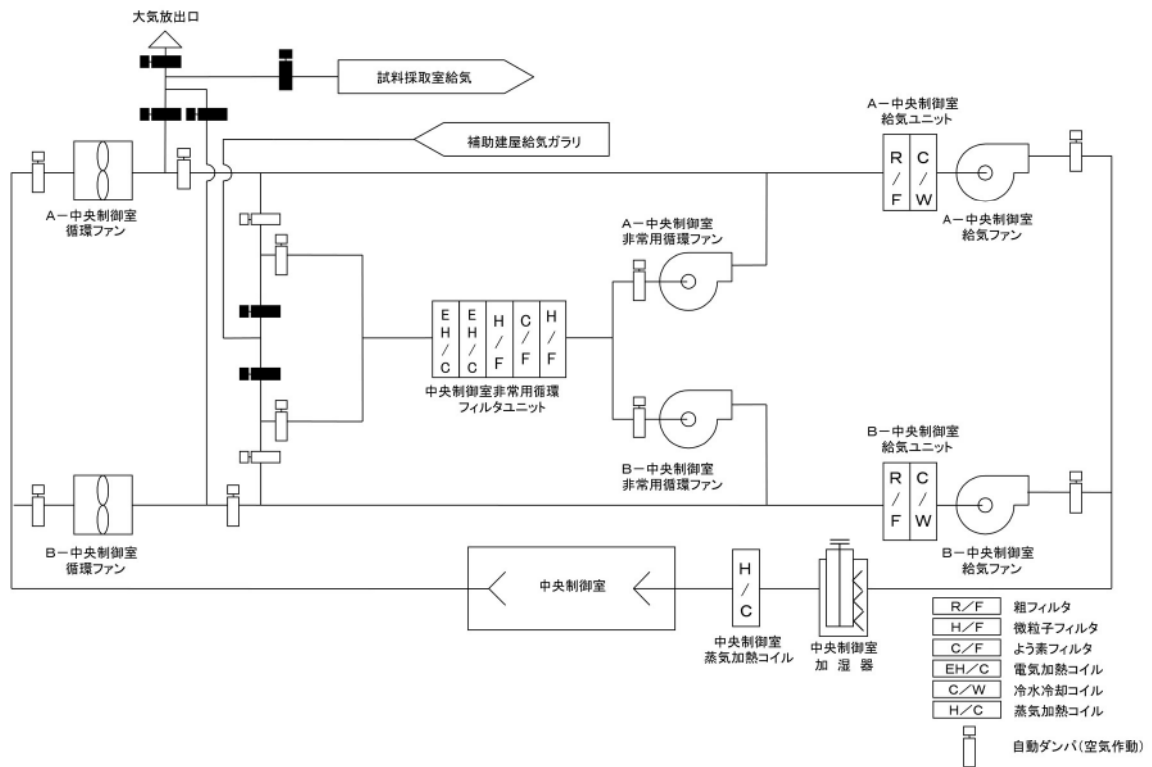 大気放出口
試料採取室給気
補助建屋給気ガラリ
A－中央制御室
給気ユニット
R/F
C/W
A－中央制御室
循環ファン
A－中央制御室
非常用循環ファン
A－中央制御室
給気ファン
EH/C
EH/C
H/F
C/F
H/F
中央制御室非常用循環
フィルタユニット
B－中央制御室
非常用循環ファン
B－中央制御室
給気ユニット
R/F
C/W
B－中央制御室
循環ファン
B－中央制御室
給気ファン
中央制御室
H/C
中央制御室
蒸気加熱コイル
中央制御室
加湿器
R／F 粗フィルタ
H／F 微粒子フィルタ
C／F よう素フィルタ
EH／C 電気加熱コイル
C／W 冷水冷却コイル
H／C 蒸気加熱コイル
自動ダンパ(空気作動)